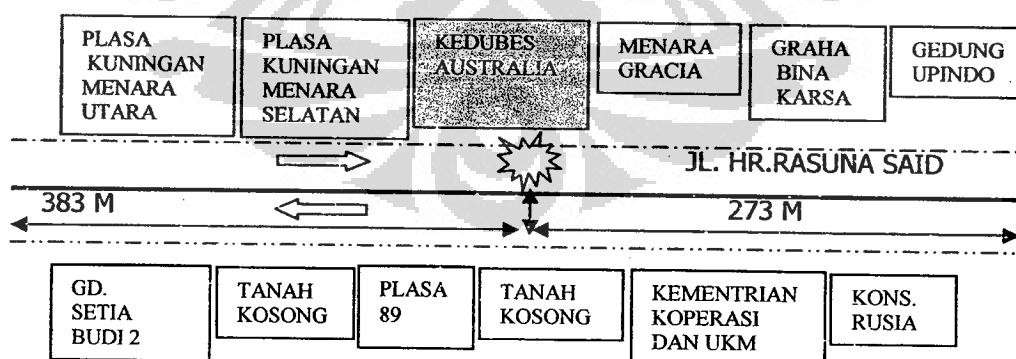 PLASA
KUNINGAN
MENARA
UTARA
PLASA
KUNINGAN
MENARA
SELATAN
KEDUBES
AUSTRALIA
MENARA
GRACIA
GRAHA
BINA
KARSA
GEDUNG
UPINDO
JL. HR.RASUNA SAID
383 M
273 M
GD.
SETIA
BUDI 2
TANAH
KOSONG
PLASA
89
TANAH
KOSONG
KEMENTRIAN
KOPERASI
DAN UKM
KONS.
RUSIA